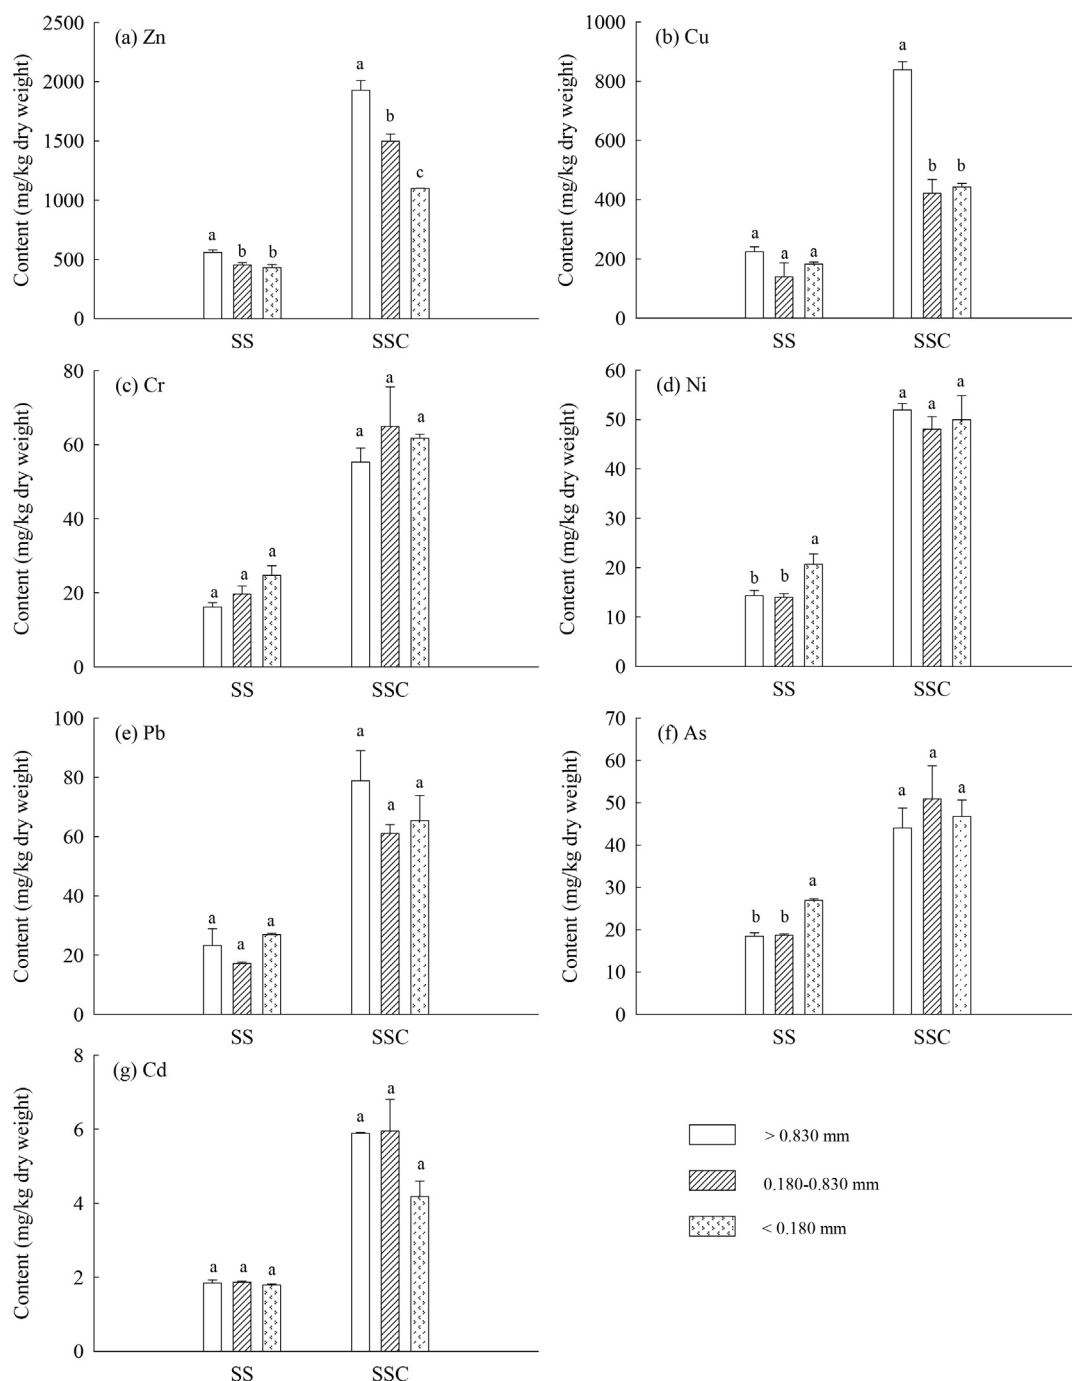 (a) Zn
Content (mg/kg dry weight)
2500
2000
1500
1000
500
0
a
b
b
a
b
c
SS
SSC
(b) Cu
Content (mg/kg dry weight)
1000
800
600
400
200
0
a
a
a
a
b
b
SS
SSC
(c) Cr
Content (mg/kg dry weight)
80
60
40
20
0
a
a
a
a
a
a
SS
SSC
(d) Ni
Content (mg/kg dry weight)
60
50
40
30
20
10
0
b
b
a
a
a
a
SS
SSC
(e) Pb
Content (mg/kg dry weight)
100
80
60
40
20
0
a
a
a
a
a
a
SS
SSC
(f) As
Content (mg/kg dry weight)
70
60
50
40
30
20
10
0
b
b
a
a
a
a
SS
SSC
(g) Cd
Content (mg/kg dry weight)
8
6
4
2
0
a
a
a
a
a
a
SS
SSC
> 0.830 mm
0.180-0.830 mm
< 0.180 mm